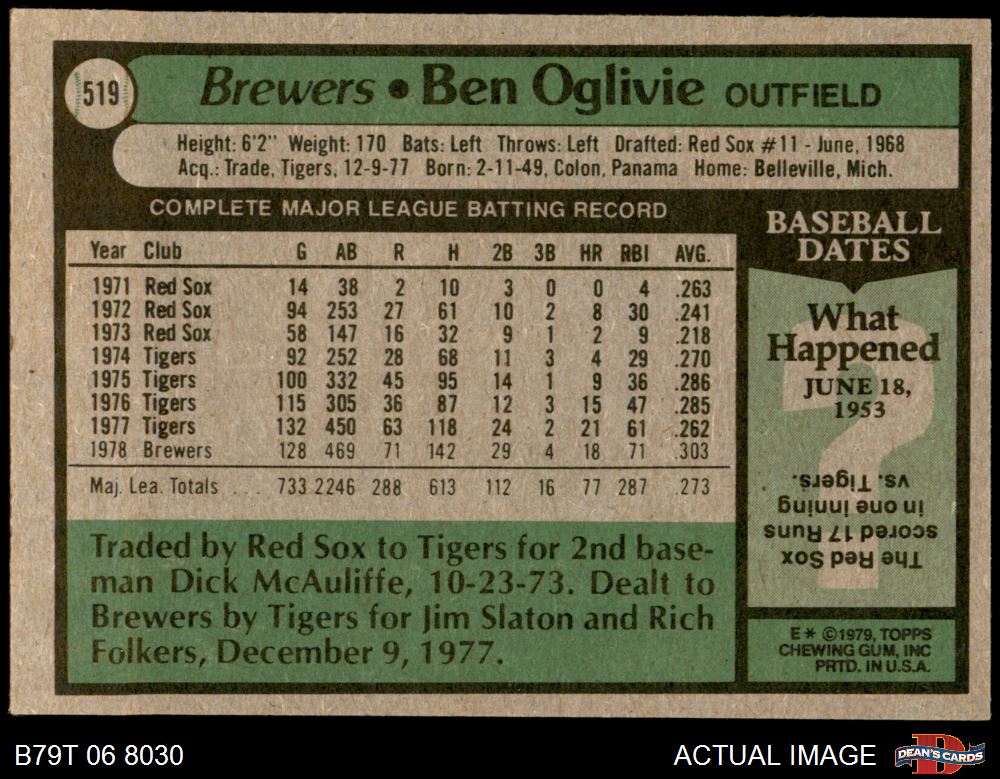 519
Brewers • Ben Oglivie OUTFIELD
Height: 6'2" Weight: 170 Bats: Left Throws: Left Drafted: Red Sox #11 - June, 1968
Acq.: Trade, Tigers, 12-9-77 Born: 2-11-49, Colon, Panama Home: Belleville, Mich.
COMPLETE MAJOR LEAGUE BATTING RECORD
Year Club G AB R H 2B 3B HR RBI AVG.
1971 Red Sox 14 38 2 10 3 0 0 4 .263
1972 Red Sox 94 253 27 61 10 2 8 30 .241
1973 Red Sox 58 147 16 32 9 1 2 9 .218
1974 Tigers 92 252 28 68 11 3 4 29 .270
1975 Tigers 100 332 45 95 14 1 9 36 .286
1976 Tigers 115 305 36 87 12 3 15 47 .285
1977 Tigers 132 450 63 118 24 2 21 61 .262
1978 Brewers 128 469 71 142 29 4 18 71 .303
Maj. Lea. Totals ... 733 2246 288 613 112 16 77 287 .273
Traded by Red Sox to Tigers for 2nd base-
man Dick McAuliffe, 10-23-73. Dealt to
Brewers by Tigers for Jim Slaton and Rich
Folkers, December 9, 1977.
BASEBALL
DATES
What
Happened
JUNE 18,
1953
The Red Sox
scored 17 Runs
in one inning
vs. Tigers.
E * ©1979, TOPPS
CHEWING GUM, INC
PRTD. IN U.S.A.
B79T 06 8030
ACTUAL IMAGE
DEAN'S CARDS